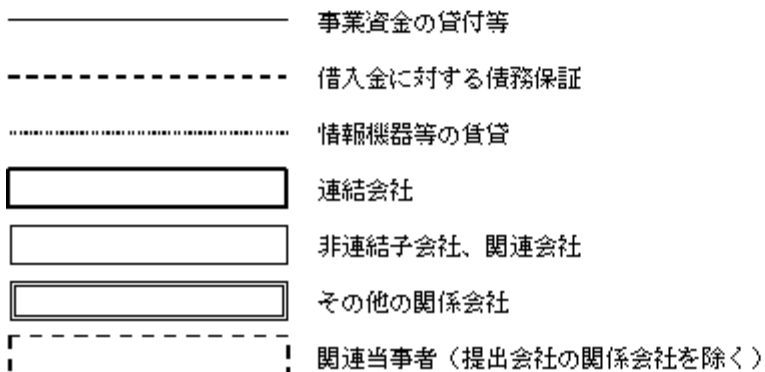 事業資金の貸付等
借入金に対する債務保証
情報機器等の賃貸
連結会社
非連結子会社、関連会社
その他の関係会社
関連当事者（提出会社の関係会社を除く）